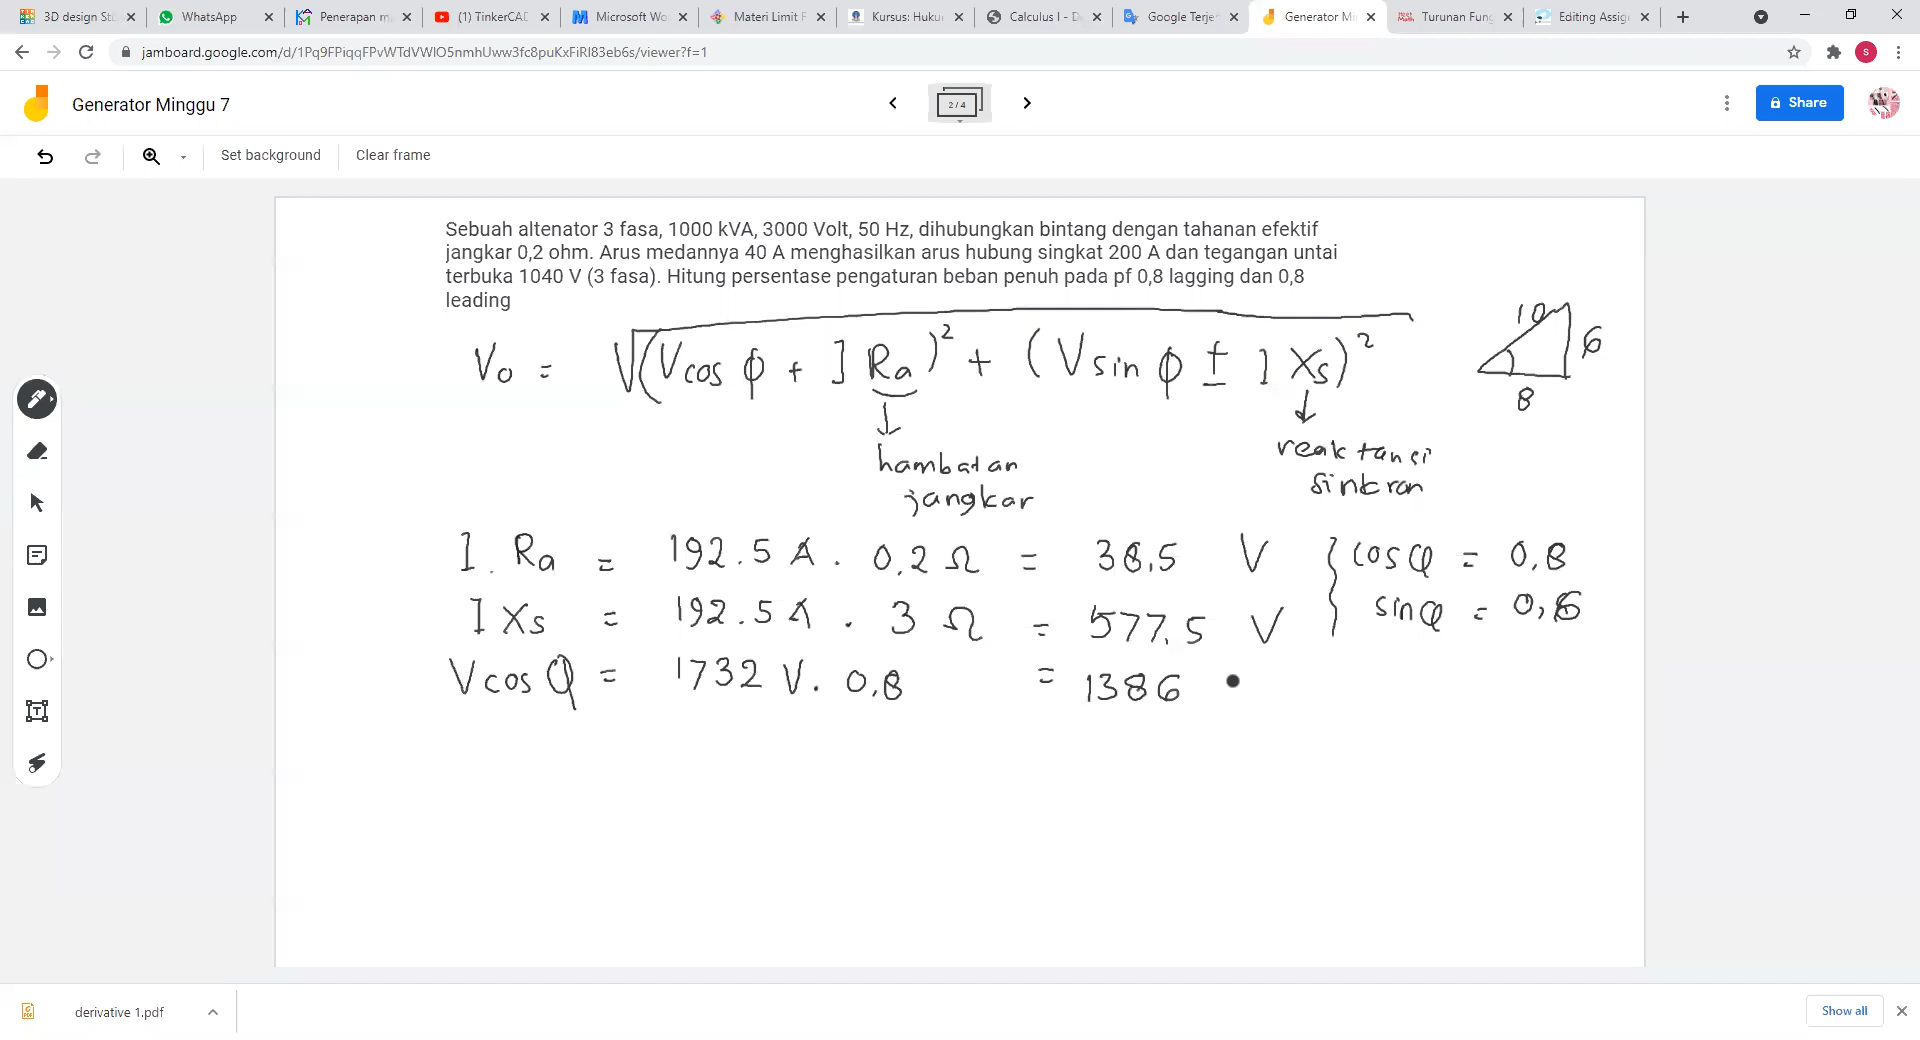 3D design Sto
WhatsApp
Penerapan m
(1) TinkerCAD
Microsoft Wo
Materi Limit F
Kursus: Huku
Calculus I - D
Google Terje
Generator Mi
Turunan Fung
Editing Assig
jamboard.google.com/d/1Pq9FPiqqFPvWTdVWlO5nmhUww3fc8puKxFiRl83eb6s/viewer?f=1
S
Generator Minggu 7
2 / 4
Share
Set background
Clear frame
Sebuah altenator 3 fasa, 1000 kVA, 3000 Volt, 50 Hz, dihubungkan bintang dengan tahanan efektif
jangkar 0,2 ohm. Arus medannya 40 A menghasilkan arus hubung singkat 200 A dan tegangan untai
terbuka 1040 V (3 fasa). Hitung persentase pengaturan beban penuh pada pf 0,8 lagging dan 0,8
leading
Vo = √(V cos φ + I Ra)² + (V sin φ ± I Xs)²
10
6
8
hambatan
jangkar
reaktansi
sinkron
I . Ra = 192.5 A . 0.2 Ω = 38,5 V
cos φ = 0,8
I Xs = 192.5 A . 3 Ω = 577,5 V
sin φ = 0,6
V cos φ = 1732 V . 0,8 = 1386
derivative 1.pdf
Show all